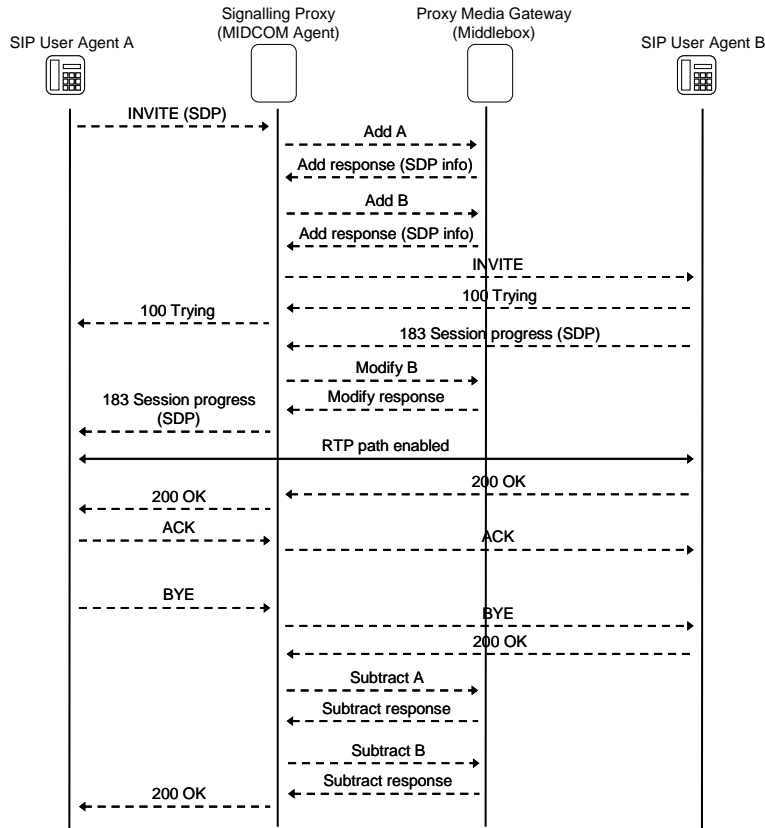 Signalling Proxy
(MIDCOM Agent)
Proxy Media Gateway
(Middlebox)
SIP User Agent A
SIP User Agent B
INVITE (SDP)
Add A
Add response (SDP info)
Add B
Add response (SDP info)
INVITE
100 Trying
100 Trying
183 Session progress (SDP)
Modify B
Modify response
183 Session progress
(SDP)
RTP path enabled
200 OK
200 OK
ACK
ACK
BYE
BYE
200 OK
Subtract A
Subtract response
Subtract B
Subtract response
200 OK